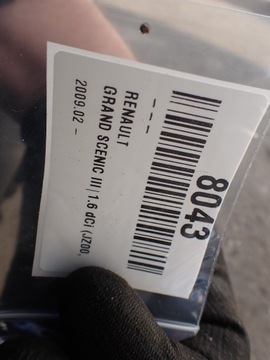 8043
---
RENAULT
GRAND SCENIC III | 1.6 dCi (JZ00,
2009.02 -